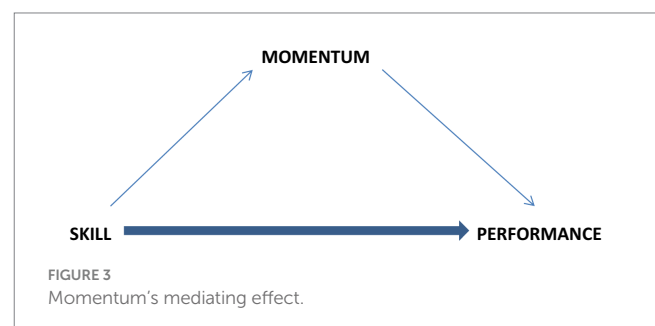 MOMENTUM
SKILL
PERFORMANCE
FIGURE 3
Momentum's mediating effect.